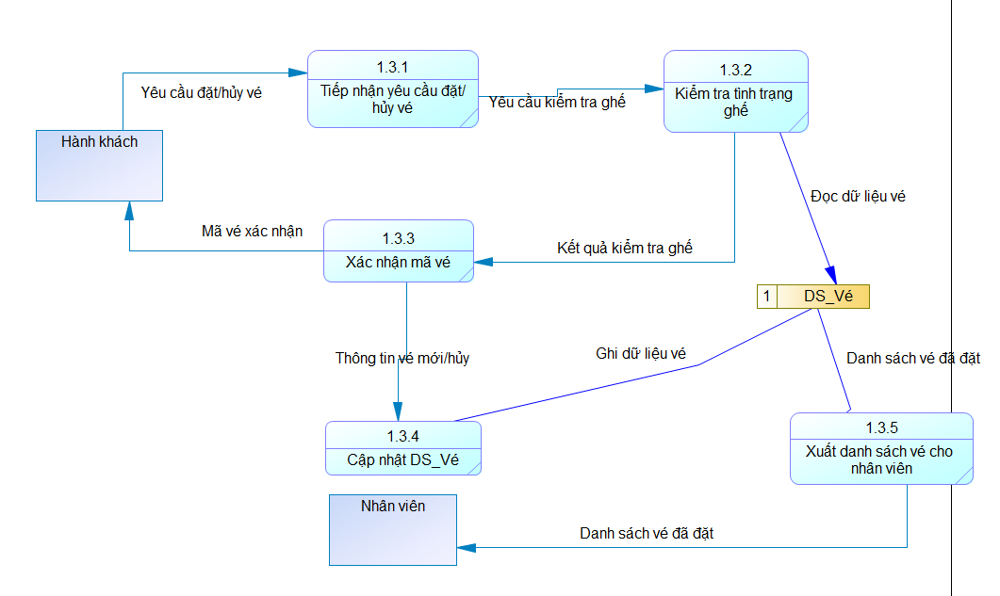 1.3.1
Tiếp nhận yêu cầu đặt/
hủy vé
1.3.2
Kiểm tra tình trạng
ghế
Yêu cầu đặt/hủy vé
Yêu cầu kiểm tra ghế
Hành khách
Đọc dữ liệu vé
Mã vé xác nhận
1.3.3
Xác nhận mã vé
Kết quả kiểm tra ghế
1
DS_Vé
Thông tin vé mới/hủy
Ghi dữ liệu vé
Danh sách vé đã đặt
1.3.4
Cập nhật DS_Vé
1.3.5
Xuất danh sách vé cho
nhân viên
Nhân viên
Danh sách vé đã đặt